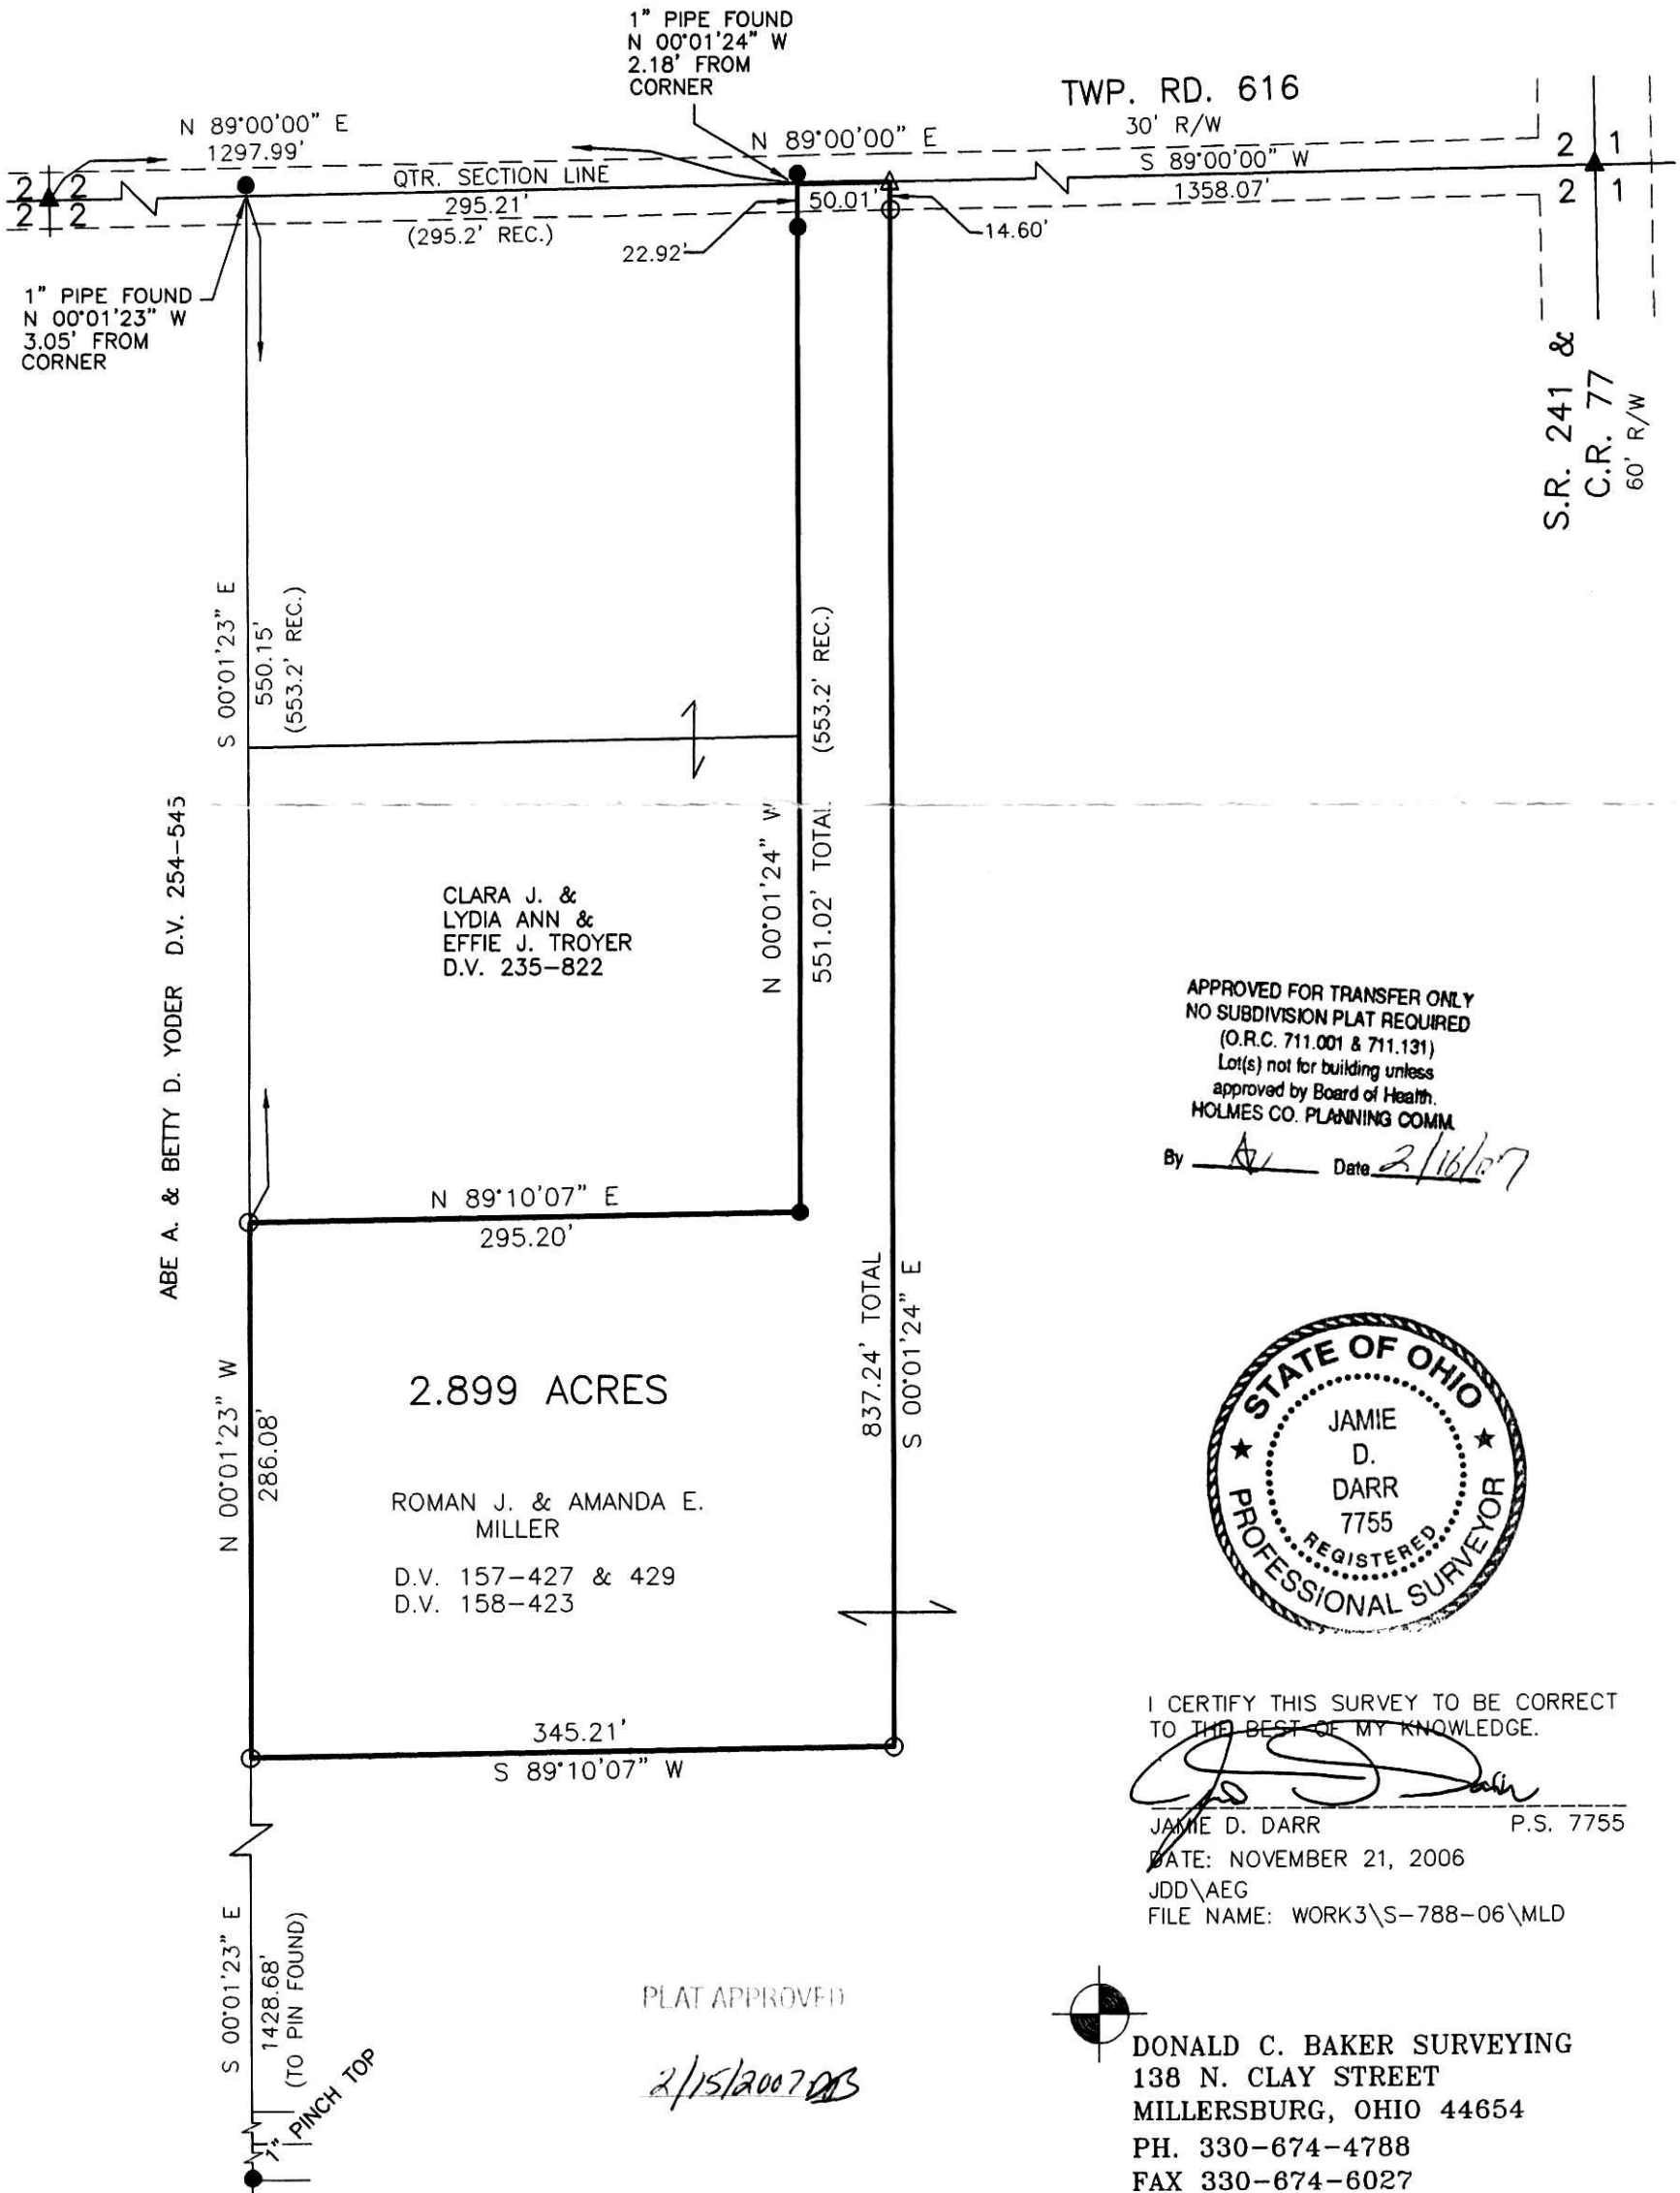 1" PIPE FOUND
N 00°01'24" W
2.18' FROM
CORNER
TWP. RD. 616
30' R/W
N 89°00'00" E
1297.99'
N 89°00'00" E
S 89°00'00" W
1358.07'
2 1
2 1
2 2
2 2
QTR. SECTION LINE
295.21'
(295.2' REC.)
50.01'
22.92'
14.60'
1" PIPE FOUND
N 00°01'23" W
3.05' FROM
CORNER
S.R. 241 &
C.R. 77
60' R/W
S 00°01'23" E
550.15'
(553.2' REC.)
N 00°01'24" W
551.02' TOTAL (553.2' REC.)
ABE A. & BETTY D. YODER D.V. 254-545
CLARA J. &
LYDIA ANN &
EFFIE J. TROYER
D.V. 235-822
APPROVED FOR TRANSFER ONLY
NO SUBDIVISION PLAT REQUIRED
(O.R.C. 711.001 & 711.131)
Lot(s) not for building unless
approved by Board of Health.
HOLMES CO. PLANNING COMM.
By Date 2/16/07
N 89°10'07" E
295.20'
837.24' TOTAL
S 00°01'24" E
N 00°01'23" W
286.08'
2.899 ACRES
ROMAN J. & AMANDA E.
MILLER
D.V. 157-427 & 429
D.V. 158-423
STATE OF OHIO
JAMIE
D.
DARR
7755
REGISTERED
PROFESSIONAL SURVEYOR
345.21'
S 89°10'07" W
I CERTIFY THIS SURVEY TO BE CORRECT
TO THE BEST OF MY KNOWLEDGE.
JAMIE D. DARR P.S. 7755
DATE: NOVEMBER 21, 2006
JDD\AEG
FILE NAME: WORK3\S-788-06\MLD
S 00°01'23" E
1428.68'
(TO PIN FOUND)
1" PINCH TOP
PLAT APPROVED
2/15/2007 DB
DONALD C. BAKER SURVEYING
138 N. CLAY STREET
MILLERSBURG, OHIO 44654
PH. 330-674-4788
FAX 330-674-6027